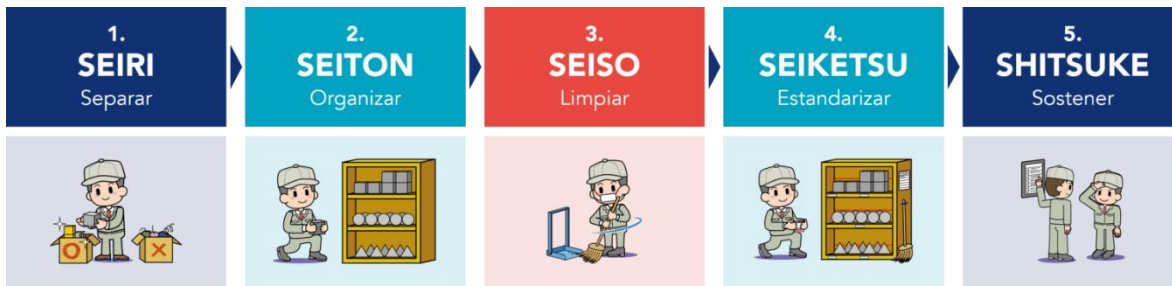 1.
SEIRI
Separar
2.
SEITON
Organizar
3.
SEISO
Limpiar
4.
SEIKETSU
Estandarizar
5.
SHITSUKE
Sostener